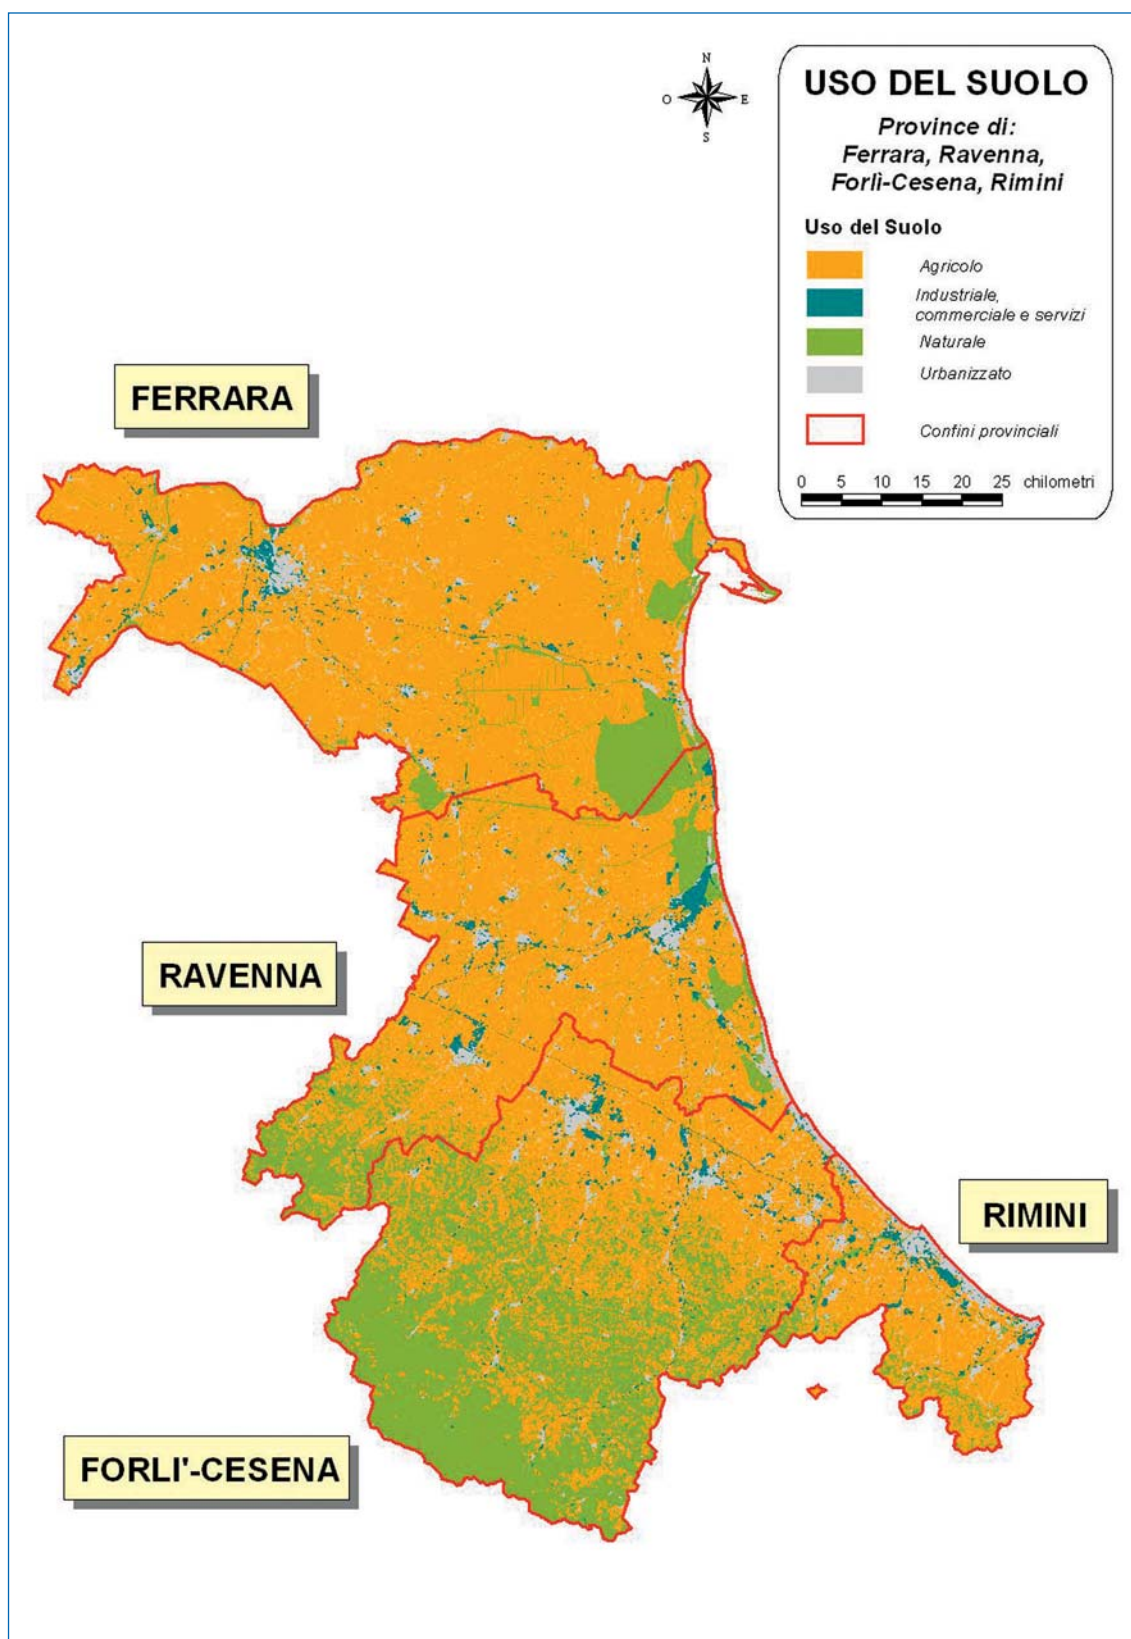 N
O
E
S
USO DEL SUOLO
Province di:
Ferrara, Ravenna,
Forlì-Cesena, Rimini
Uso del Suolo
Agricolo
Industriale,
commerciale e servizi
Naturale
Urbanizzato
Confini provinciali
0 5 10 15 20 25 chilometri
FERRARA
RAVENNA
RIMINI
FORLI'-CESENA